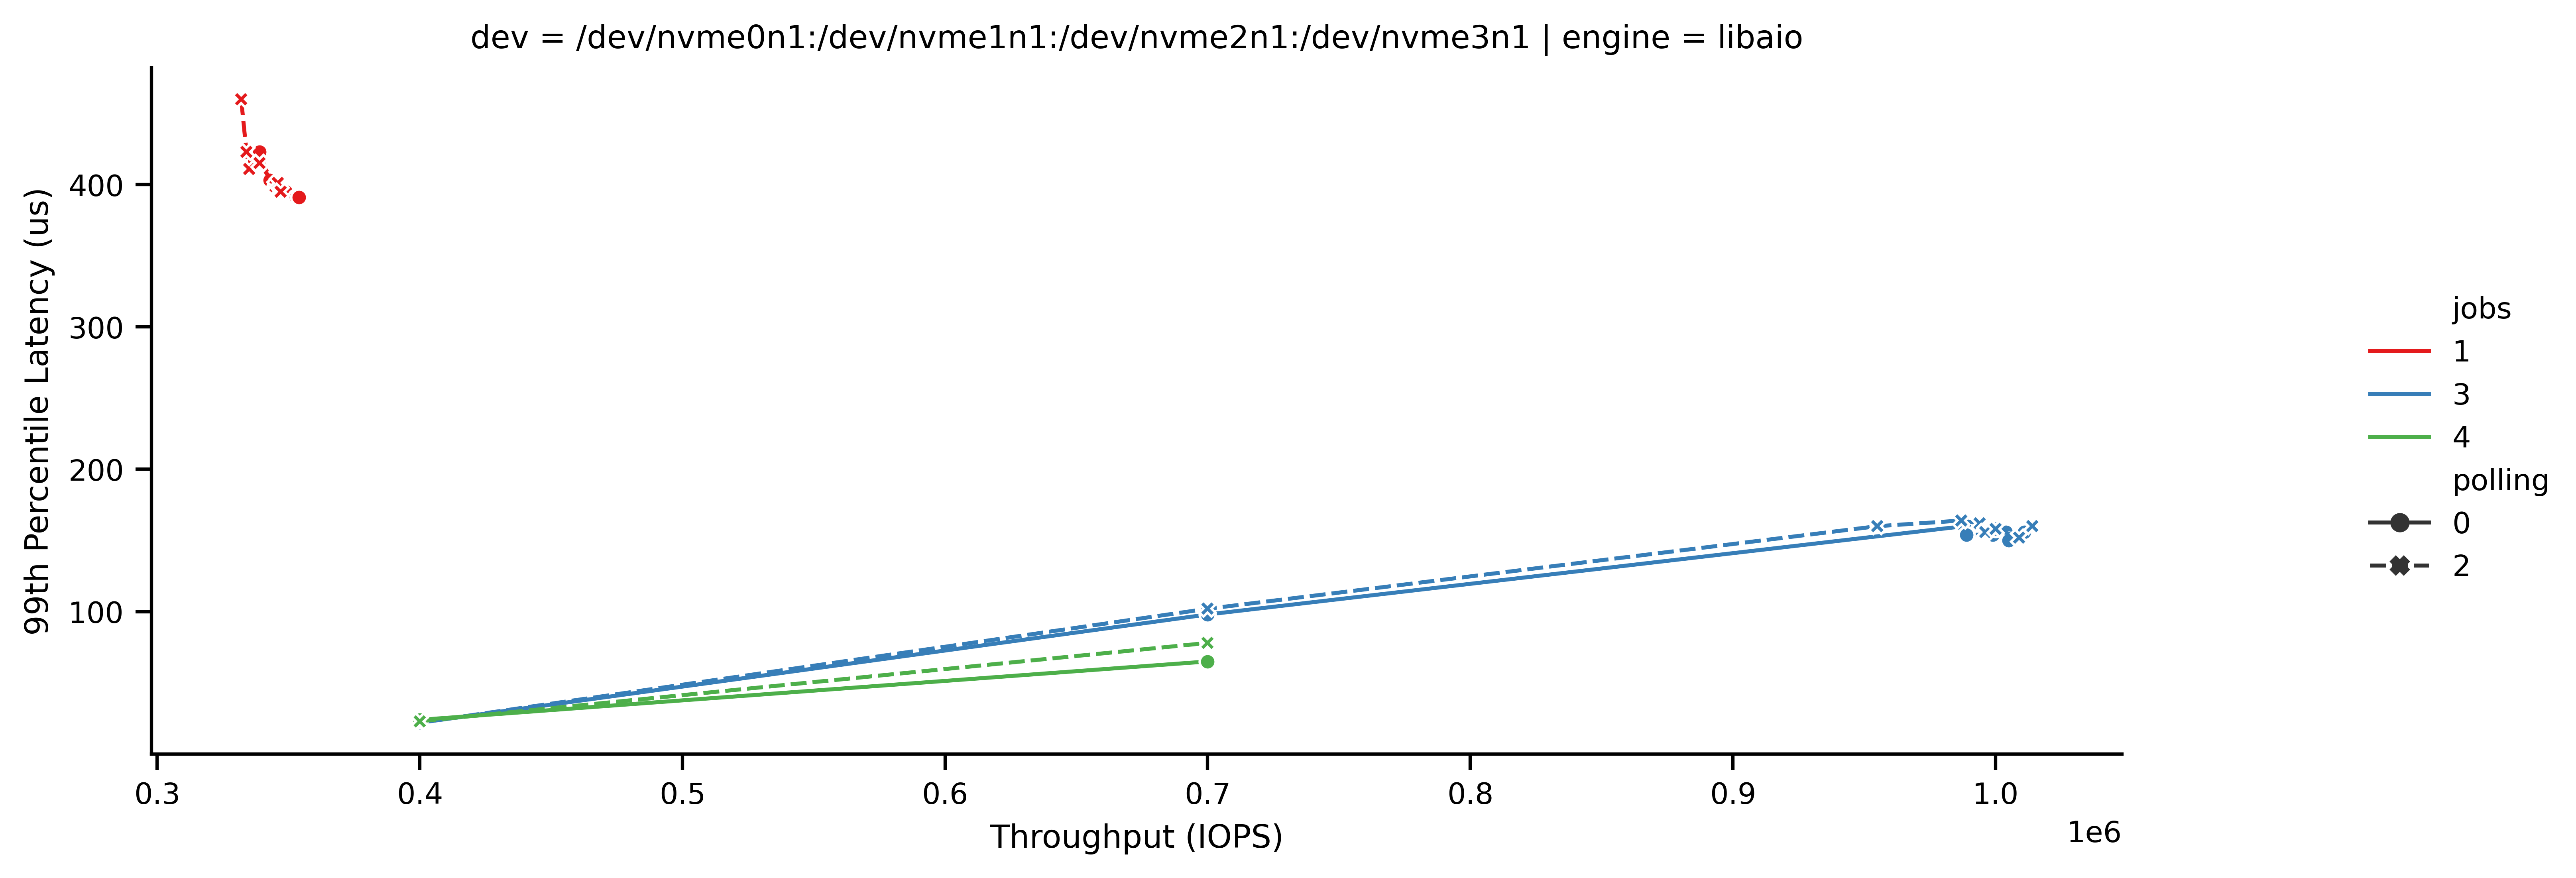 dev = /dev/nvme0n1:/dev/nvme1n1:/dev/nvme2n1:/dev/nvme3n1 | engine = libaio
99th Percentile Latency (us)
400
300
200
100
0.3 0.4 0.5 0.6 0.7 0.8 0.9 1.0
1e6
Throughput (IOPS)
jobs
1
3
4
polling
0
2